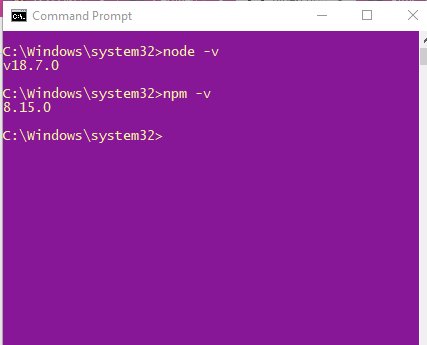 Command Prompt
C:\Windows\system32>node -v
v18.7.0
C:\Windows\system32>npm -v
8.15.0
C:\Windows\system32>